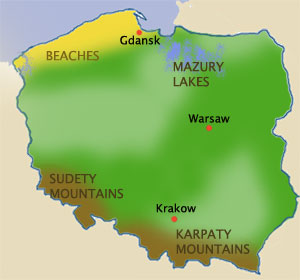 Gdansk
BEACHES
MAZURY
LAKES
Warsaw
SUDETY
MOUNTAINS
Krakow
KARPATY
MOUNTAINS